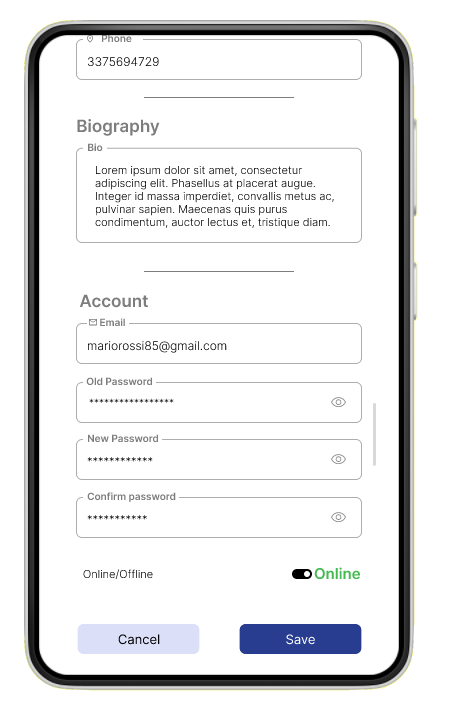 Phone
3375694729
Biography
Bio
Lorem ipsum dolor sit amet, consectetur
adipiscing elit. Phasellus at placerat augue.
Integer id massa imperdiet, convallis metus ac,
pulvinar sapien. Maecenas quis purus
condimentum, auctor lectus et, tristique diam.
Account
Email
mariorossi85@gmail.com
Old Password
*****************
New Password
************
Confirm password
***********
Online/Offline Online
Cancel Save